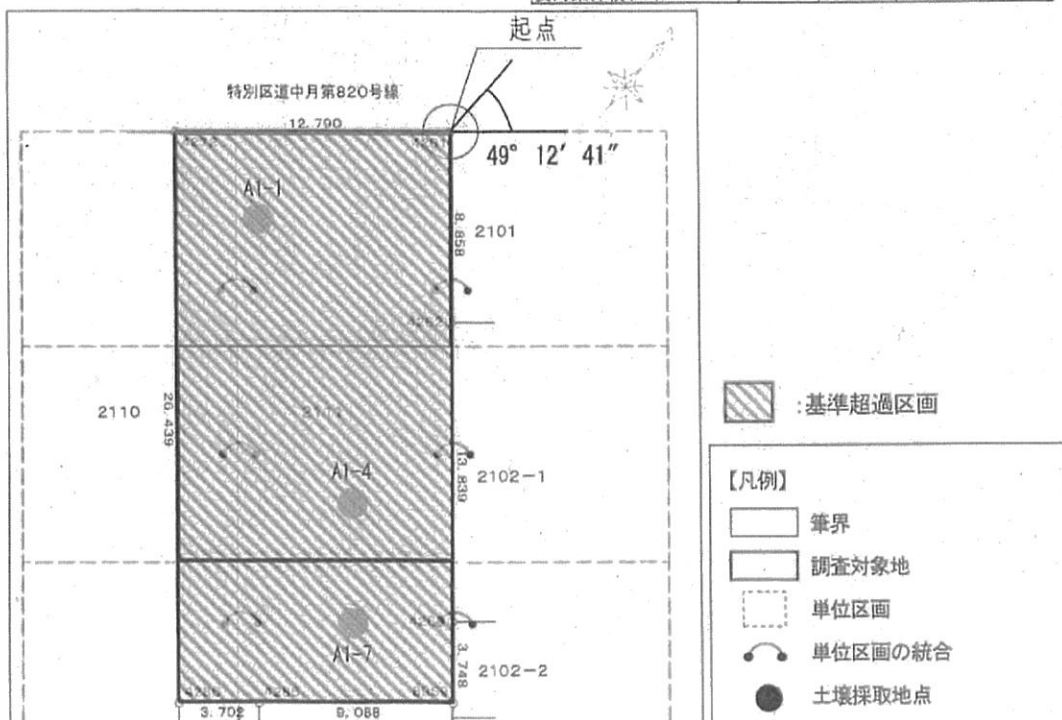 起点
特別区道中月第820号線
12.790
4272
49° 12′ 41″
A1-1
8.858
2101
2110
26.439
2111
A1-4
13.839
2102-1
A1-7
3.748
2102-2
3.702
9.088
:基準超過区画
【凡例】
筆界
調査対象地
単位区画
単位区画の統合
土壌採取地点